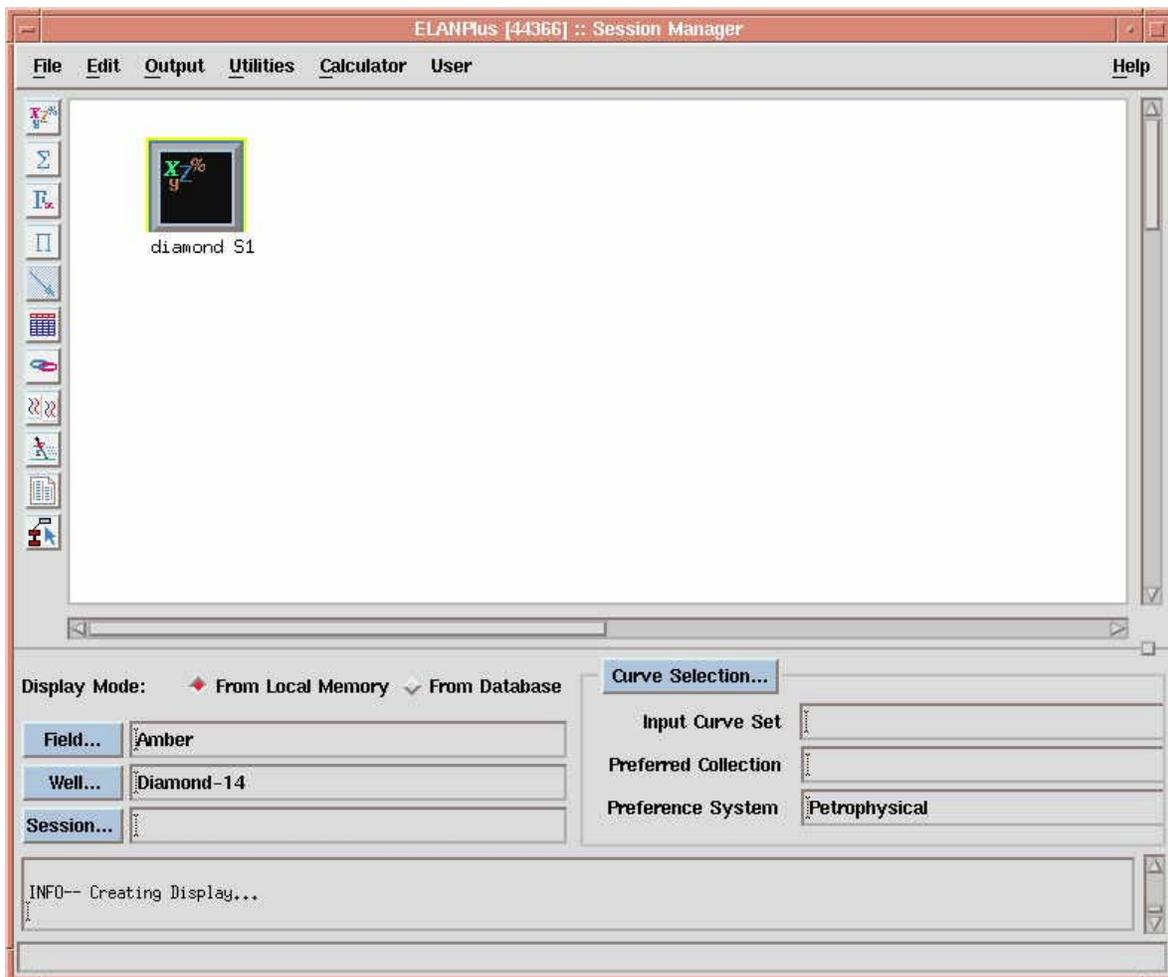 ELANPlus [44366] :: Session Manager
File Edit Output Utilities Calculator User Help
XyZ%
Σ
Π
XyZ%
diamond S1
Display Mode: From Local Memory From Database
Curve Selection...
Field... Amber
Input Curve Set
Well... Diamond-14
Preferred Collection
Session...
Preference System Petrophysical
INFO-- Creating Display...